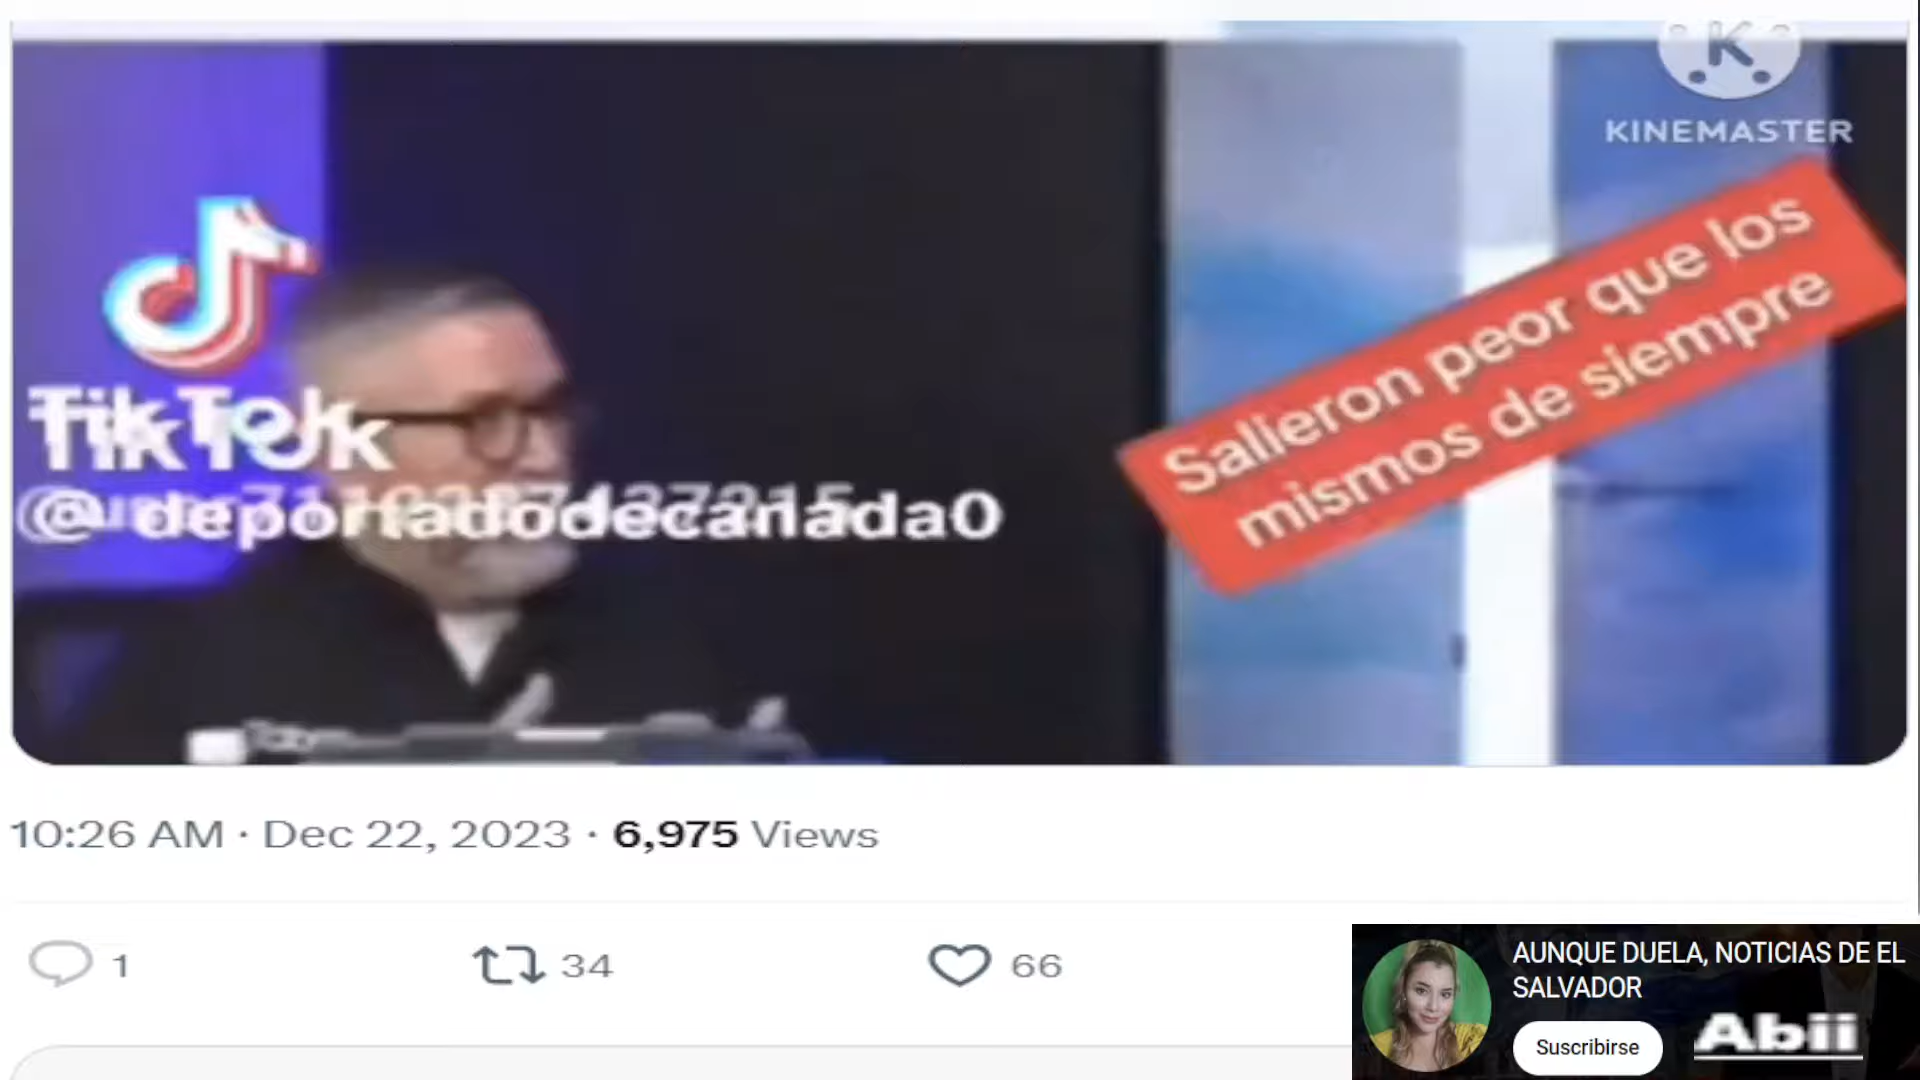 KINEMASTER
Salieron peor que los
mismos de siempre
TikTok
TikTok
@deportadodecanada0
10:26 AM · Dec 22, 2023 · 6,975 Views
1
34
66
AUNQUE DUELA, NOTICIAS DE EL
SALVADOR
Suscribirse
Abii